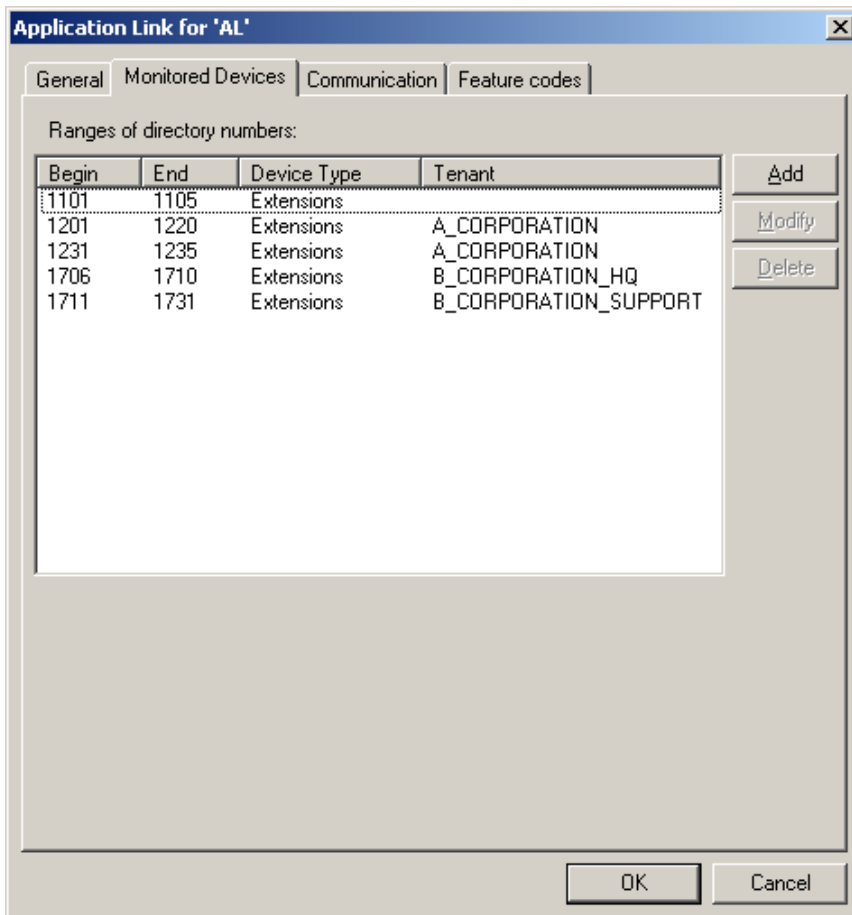 Application Link for 'AL'
General Monitored Devices Communication Feature codes
Ranges of directory numbers:
Begin End Device Type Tenant
1101 1105 Extensions
1201 1220 Extensions A_CORPORATION
1231 1235 Extensions A_CORPORATION
1706 1710 Extensions B_CORPORATION_HQ
1711 1731 Extensions B_CORPORATION_SUPPORT
Add
Modify
Delete
OK Cancel